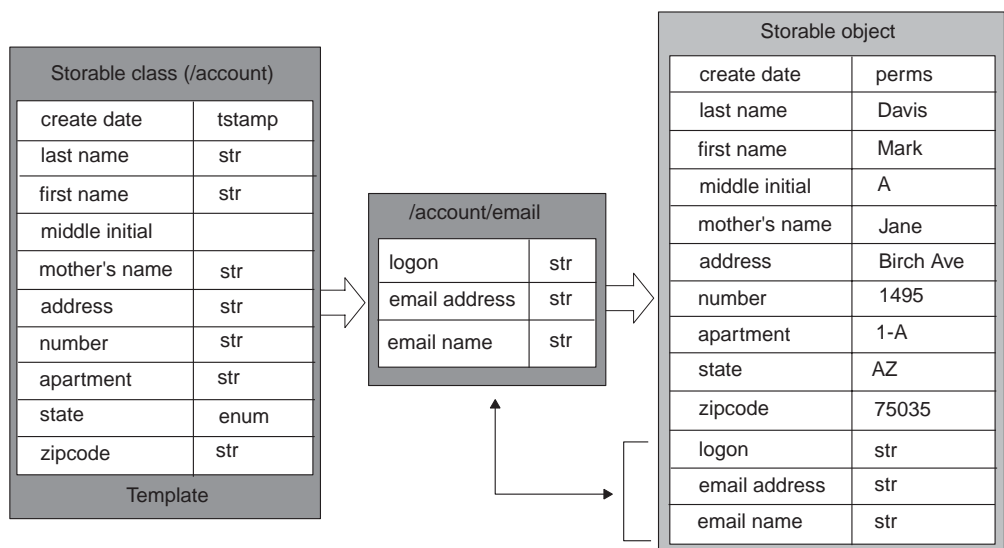 Storable class (/account)
create date tstamp
last name str
first name str
middle initial
mother's name str
address str
number str
apartment str
state enum
zipcode str
Template
/account/email
logon str
email address str
email name str
Storable object
create date perms
last name Davis
first name Mark
middle initial A
mother's name Jane
address Birch Ave
number 1495
apartment 1-A
state AZ
zipcode 75035
logon str
email address str
email name str